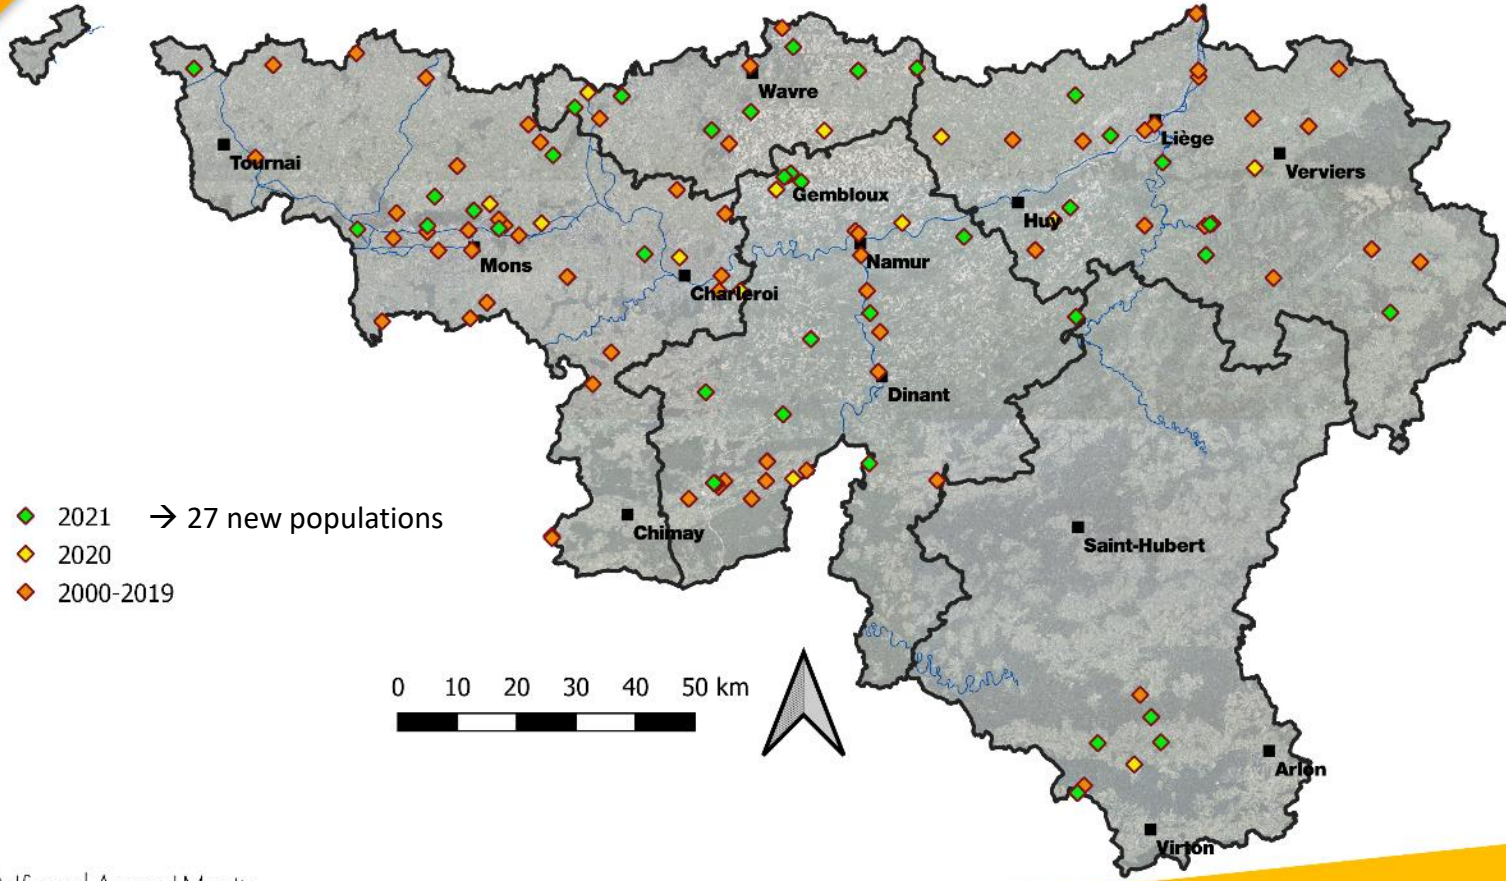 Wavre
Liège
Tournai
Verviers
Gembloux
Huy
Namur
Mons
Charleroi
Dinant
2021 → 27 new populations
Chimay
Saint-Hubert
2020
2000-2019
0 10 20 30 40 50 km
Arlon
Virton